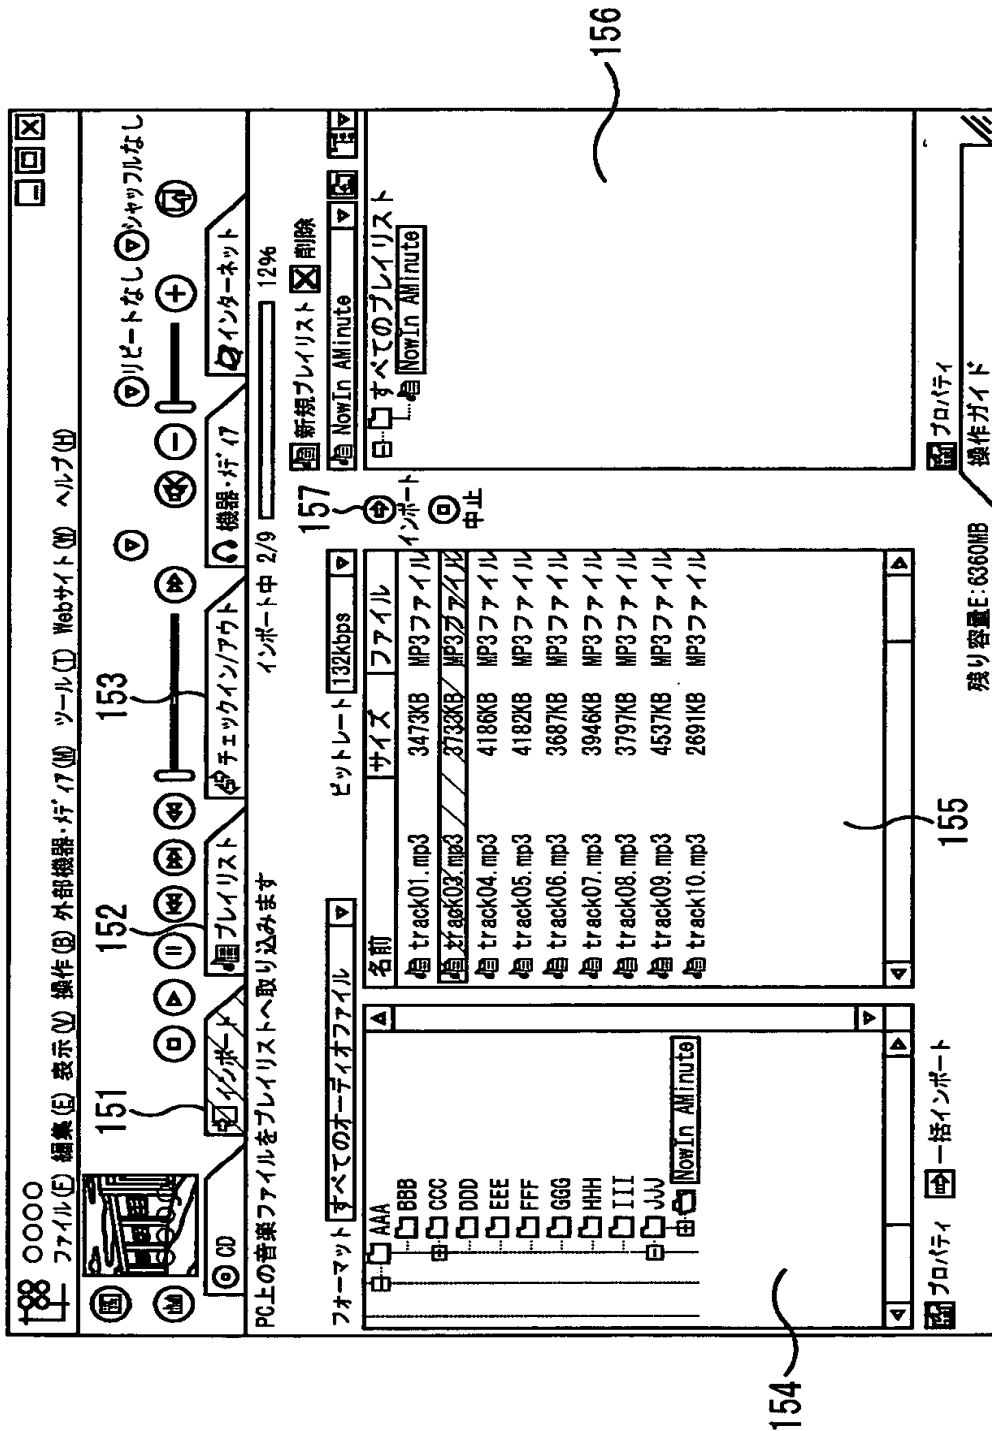 ○○○○
ファイル(F) 編集(E) 表示(V) 操作(B) 外部機器・ﾒﾃﾞｨｱ(M) ツール(T) Webサイト(W) ヘルプ(H)
リピートなし シャッフルなし
151 152 153
CD インポート プレイリスト チェックイン/アウト 機器・ﾒﾃﾞｨｱ インターネット
PC上の音楽ファイルをプレイリストへ取り込みます インポート中 2/9 12%
新規プレイリスト 削除
フォーマット すべてのオーディオファイル ビットレート 132kbps NowIn AMinute
AAA
BBB
CCC
DDD
EEE
FFF
GGG
HHH
III
JJJ
NowIn AMinute
名前 サイズ ファイル
track01.mp3 3473KB MP3ファイル
track03.mp3 3733KB MP3ファイル
track04.mp3 4186KB MP3ファイル
track05.mp3 4182KB MP3ファイル
track06.mp3 3687KB MP3ファイル
track07.mp3 3946KB MP3ファイル
track08.mp3 3797KB MP3ファイル
track09.mp3 4537KB MP3ファイル
track10.mp3 2691KB MP3ファイル
157
インポート
中止
すべてのプレイリスト
NowIn AMinute
プロパティ 一括インポート
プロパティ
残り容量E:6360MB 操作ガイド
154
155
156